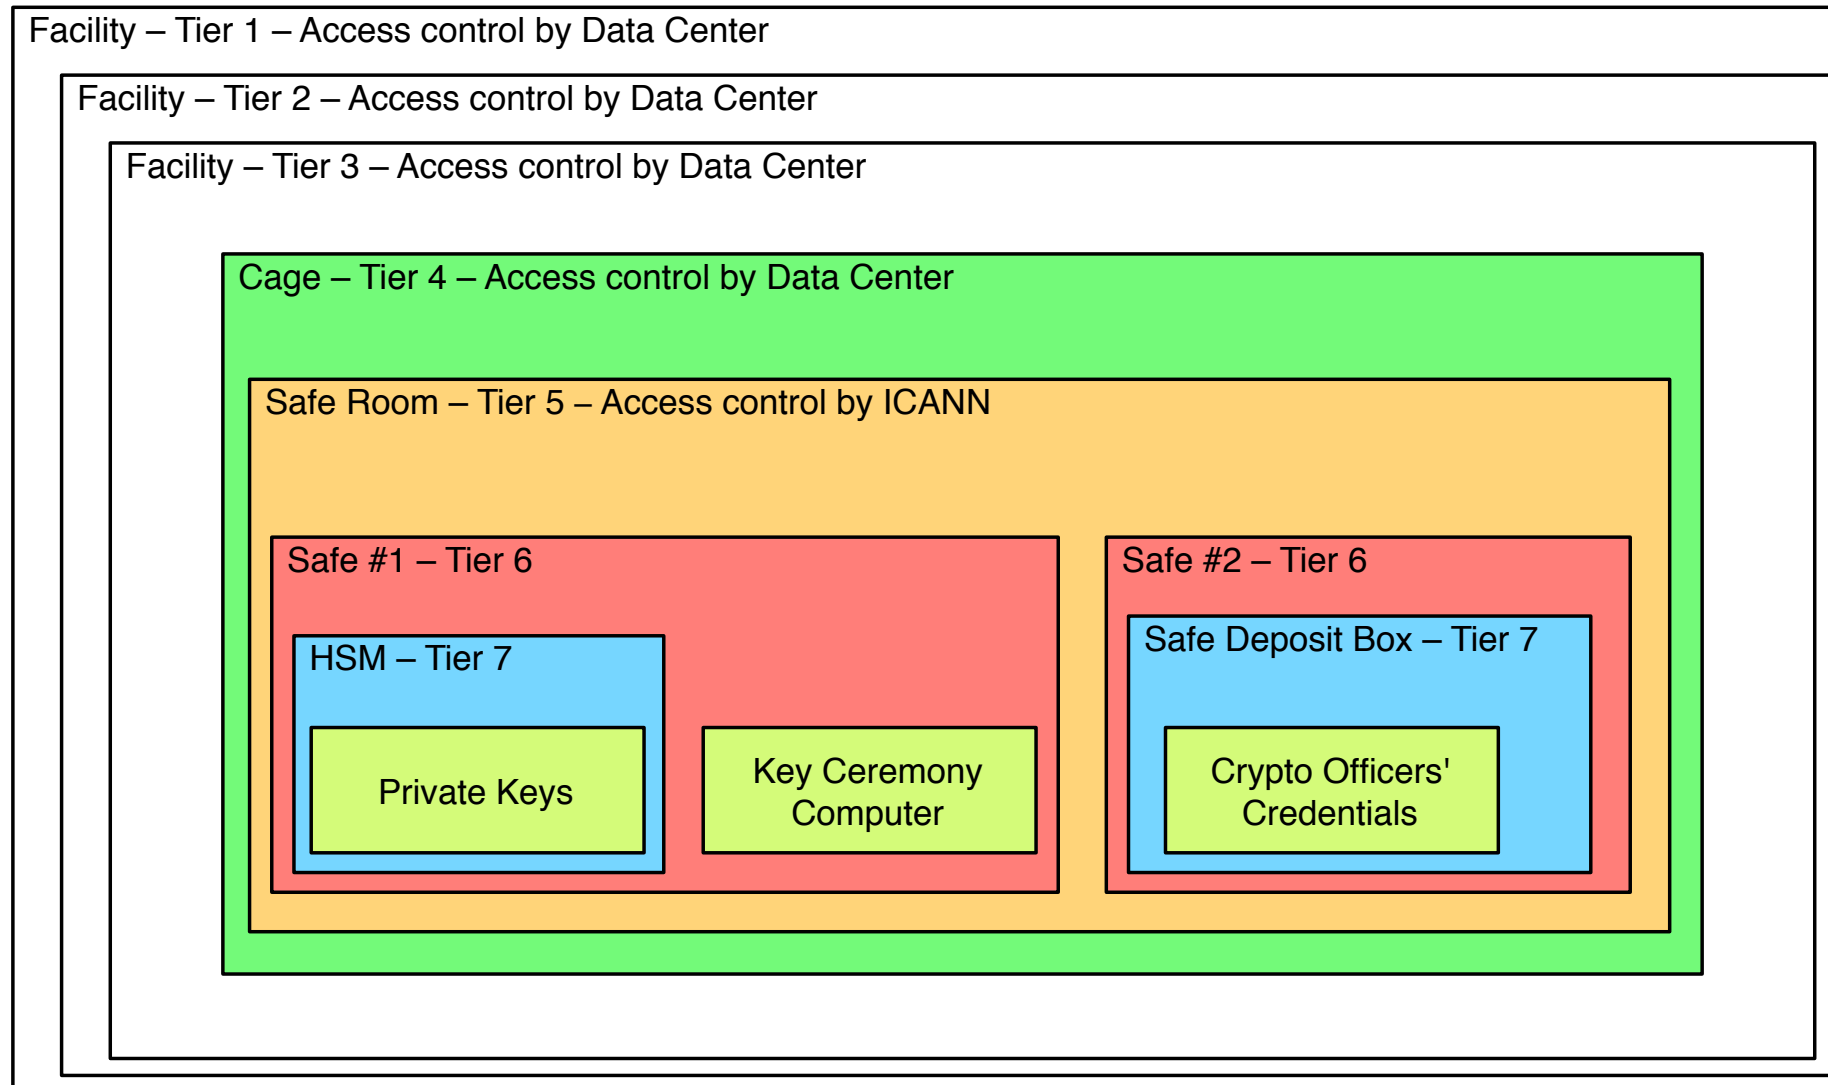 Facility – Tier 1 – Access control by Data Center
Facility – Tier 2 – Access control by Data Center
Facility – Tier 3 – Access control by Data Center
Cage – Tier 4 – Access control by Data Center
Safe Room – Tier 5 – Access control by ICANN
Safe #1 – Tier 6
Safe #2 – Tier 6
HSM – Tier 7
Safe Deposit Box – Tier 7
Private Keys
Key Ceremony
Computer
Crypto Officers'
Credentials